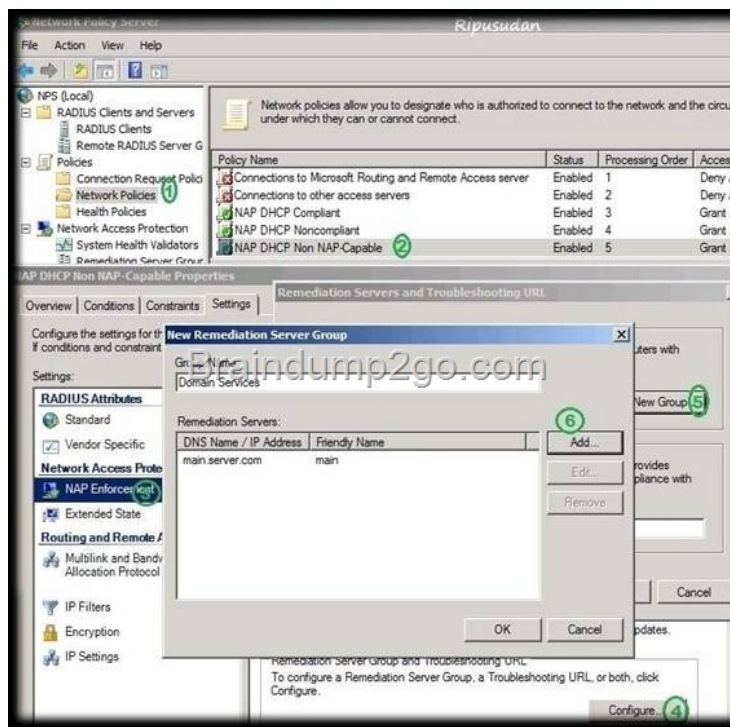 Network Policy Server
Ripusudan
File Action View Help
NPS (Local)
RADIUS Clients and Servers
RADIUS Clients
Remote RADIUS Server G
Policies
Connection Request Polici
Network Policies 1
Health Policies
Network Access Protection
System Health Validators
Remediation Server Grour
Network policies allow you to designate who is authorized to connect to the network and the circu
under which they can or cannot connect.
Policy Name Status Processing Order Acces
Connections to Microsoft Routing and Remote Access server Enabled 1 Deny
Connections to other access servers Enabled 2 Deny
NAP DHCP Compliant Enabled 3 Grant
NAP DHCP Noncompliant Enabled 4 Grant
NAP DHCP Non NAP-Capable 2 Enabled 5 Grant
AP DHCP Non NAP-Capable Properties
Overview Conditions Constraints Settings
Configure the settings for th
If conditions and constraint
Settings:
RADIUS Attributes
Standard
Vendor Specific
Network Access Prote
NAP Enforcement 3
Extended State
Routing and Remote A
Multilink and Bandv
Allocation Protocol
IP Filters
Encryption
IP Settings
Remediation Servers and Troubleshooting URL
uters with
New Group 5
rovides
pliance with
Cancel
New Remediation Server Group
Group Name:
Braindump2go.com
Domain Services
Remediation Servers:
DNS Name / IP Address Friendly Name
main.server.com main
6
Add...
Edit...
Remove
OK Cancel
pdates.
Remediation Server Group and Troubleshooting URL
To configure a Remediation Server Group, a Troubleshooting URL, or both, click
Configure.
Configure... 4